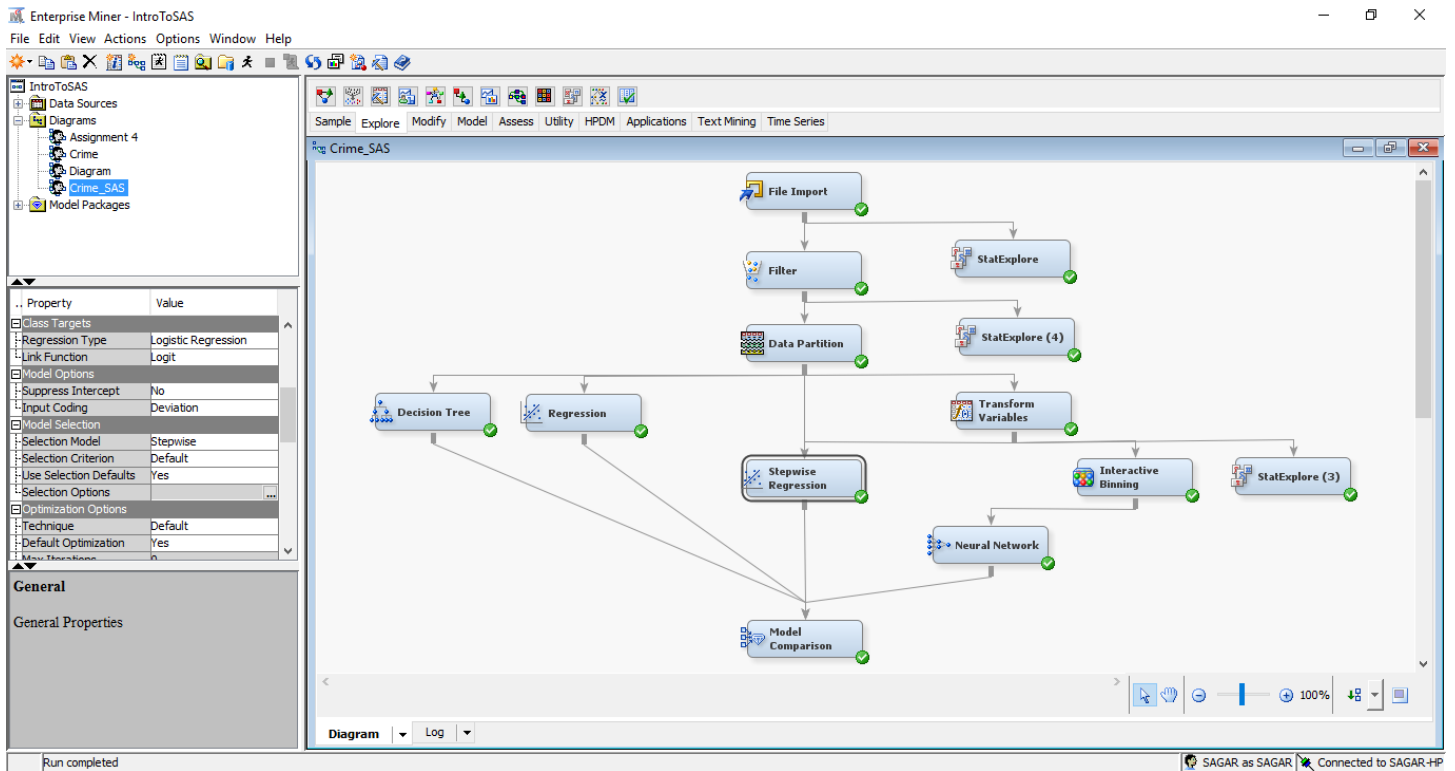 Enterprise Miner - IntroToSAS
File Edit View Actions Options Window Help
IntroToSAS
Data Sources
Diagrams
Assignment 4
Crime
Diagram
Crime_SAS
Model Packages
.. Property Value
Class Targets
Regression Type Logistic Regression
Link Function Logit
Model Options
Suppress Intercept No
Input Coding Deviation
Model Selection
Selection Model Stepwise
Selection Criterion Default
Use Selection Defaults Yes
Selection Options ...
Optimization Options
Technique Default
Default Optimization Yes
Max Iterations 0
General
General Properties
Sample Explore Modify Model Assess Utility HPDM Applications Text Mining Time Series
Crime_SAS
File Import
StatExplore
Filter
StatExplore (4)
Data Partition
Decision Tree
Regression
Transform
Variables
Stepwise
Regression
Interactive
Binning
StatExplore (3)
Neural Network
Model
Comparison
100%
Diagram Log
Run completed
SAGAR as SAGAR Connected to SAGAR-HP